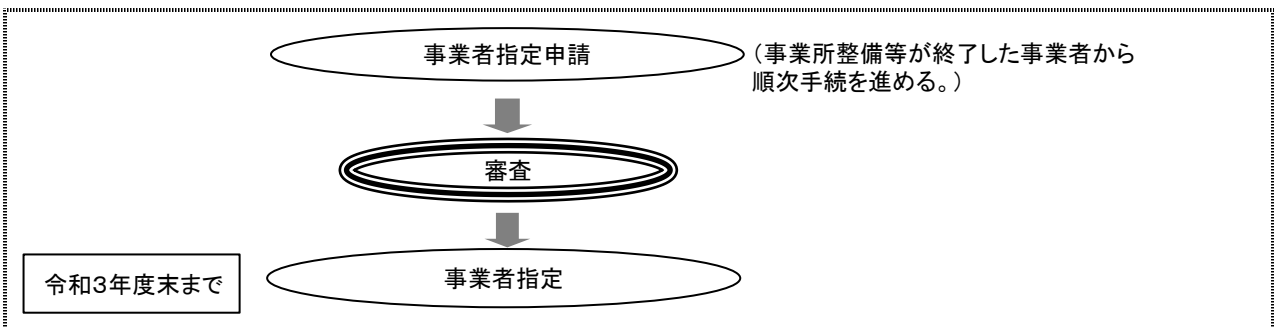 事業者指定申請
（事業所整備等が終了した事業者から
順次手続を進める。）
審査
令和３年度末まで
事業者指定